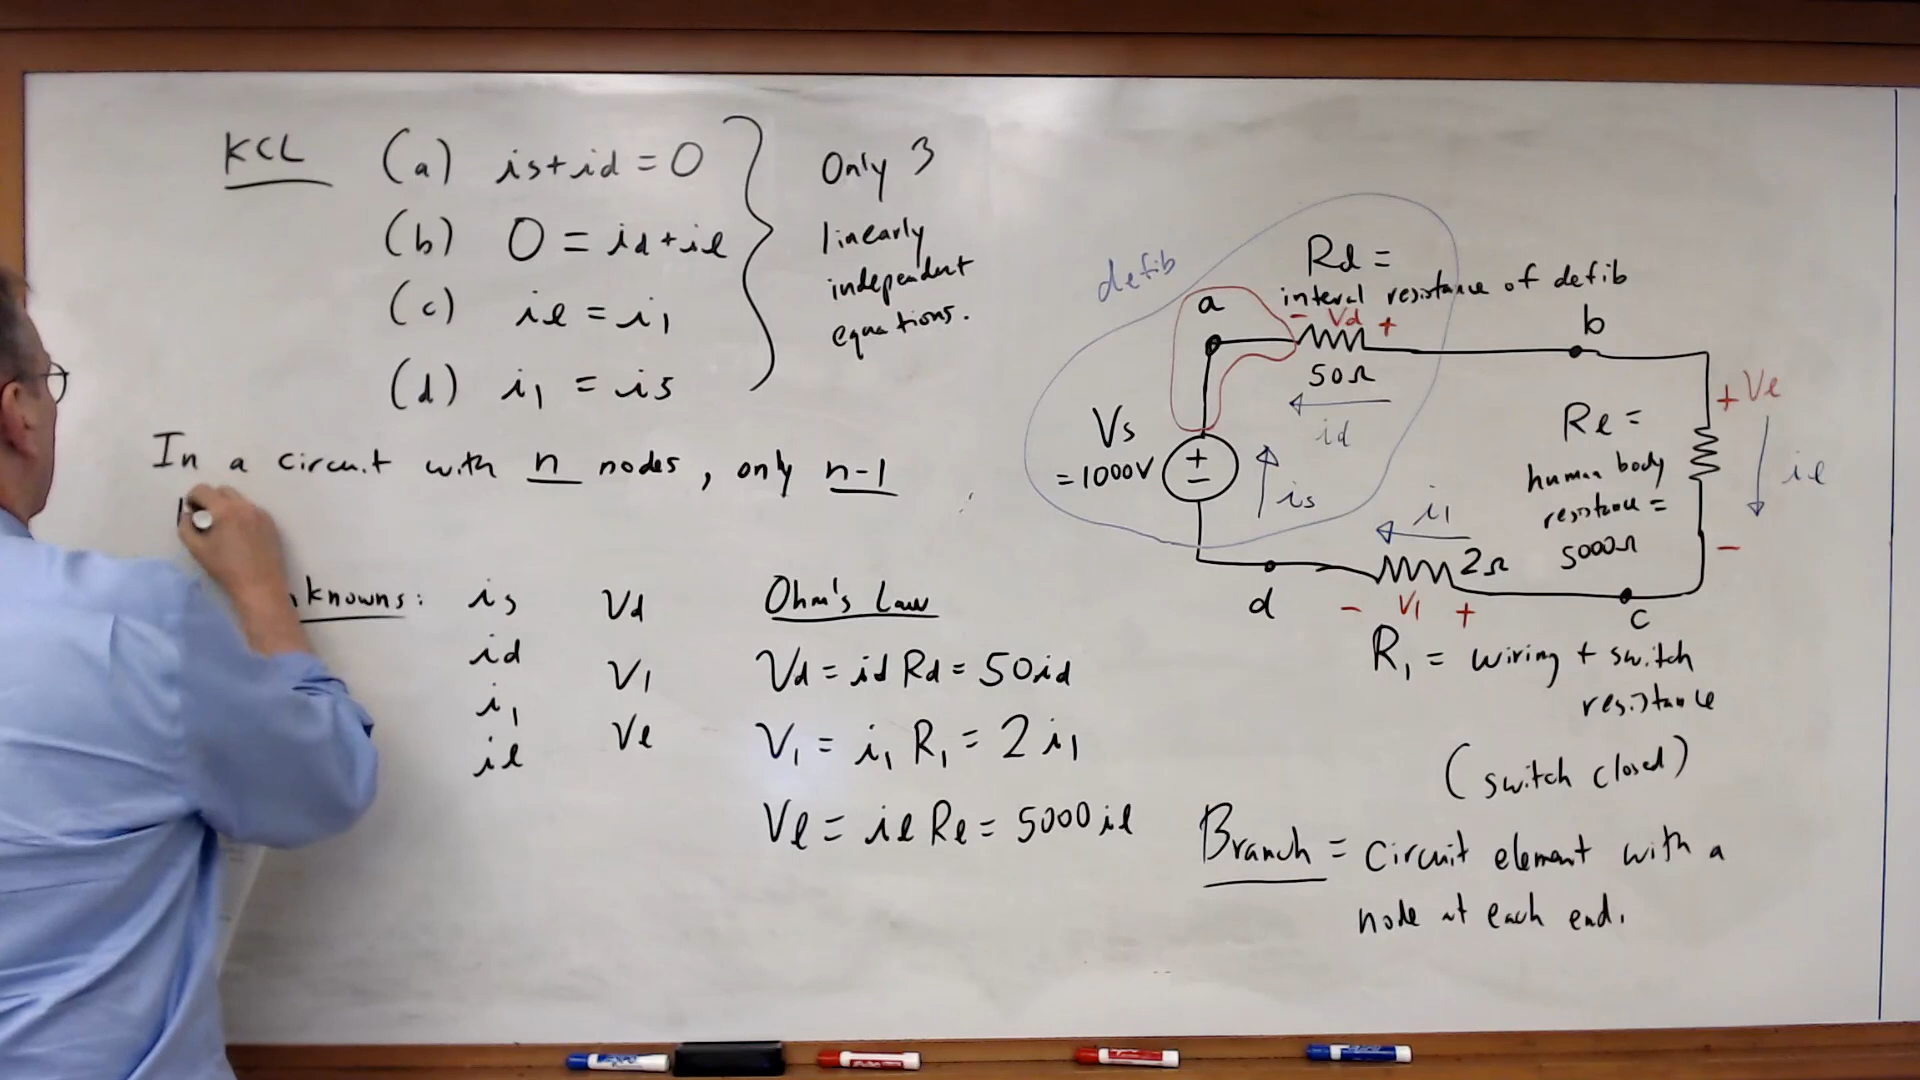 KCL (a) is + id = 0
(b) 0 = id + il
(c) il = i1
(d) i1 = is
Only 3
linearly
independent
equations.
In a circuit with n nodes, only n-1
knowns:
is
id
i1
il
Vd
V1
Vl
Ohm's Law
Vd = id Rd = 50id
V1 = i1 R1 = 2 i1
Vl = il Rl = 5000 il
defib
Rd =
interal resistance of defib
a
- Vd +
b
50Ω
id
Vs
= 1000V
+
-
is
+ Vl
Rl =
human body
resistance =
5000Ω
il
-
i1
2Ω
d
- V1 +
c
R1 = wiring + switch
resistance
(switch closed)
Branch = circuit element with a
node at each end.
EXPO